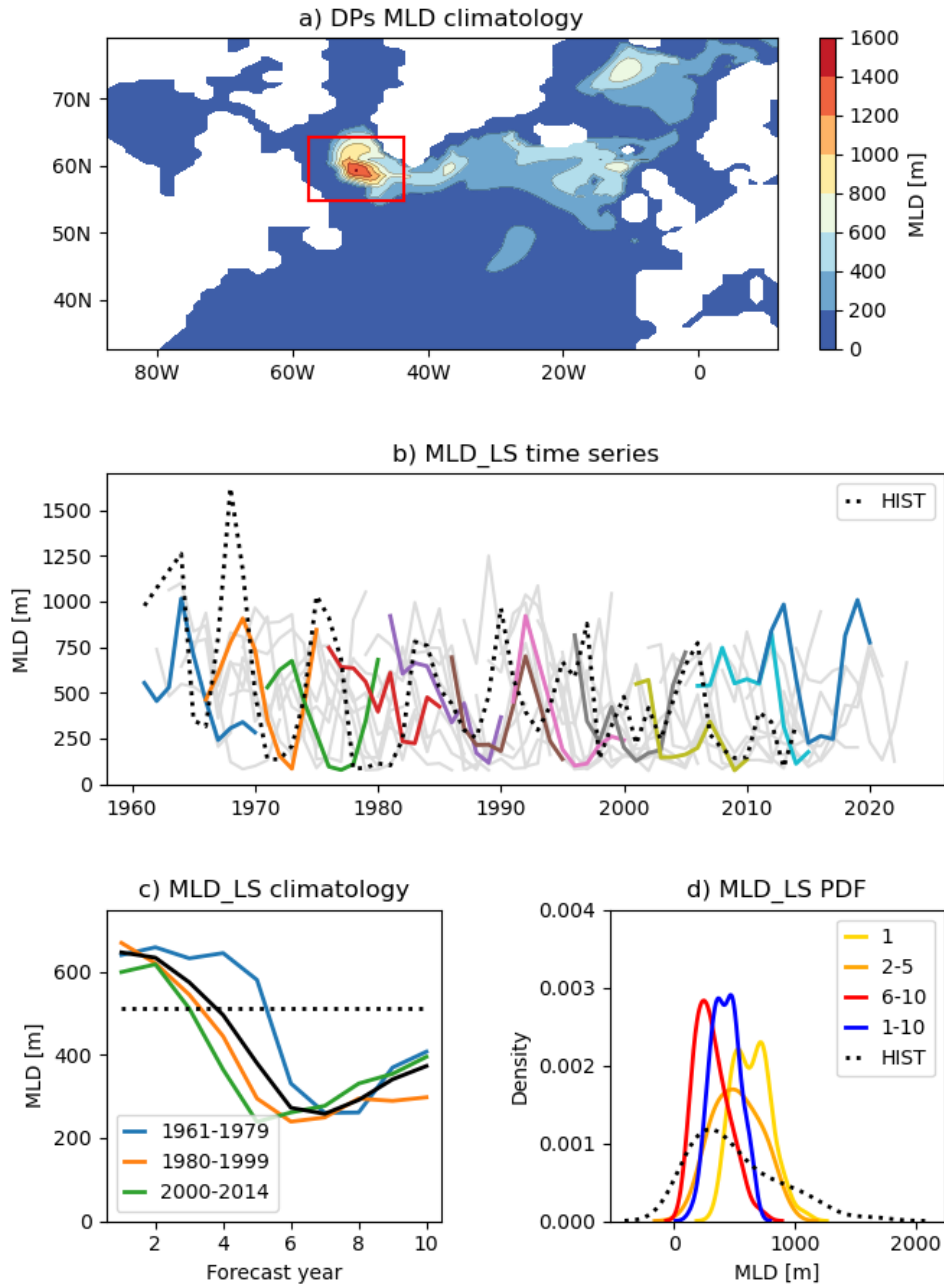 a) DPs MLD climatology
70N
60N
50N
40N
80W 60W 40W 20W 0
1600
1400
1200
1000
800
600
400
200
0
MLD [m]
b) MLD_LS time series
MLD [m]
1500
1250
1000
750
500
250
0
HIST
1960 1970 1980 1990 2000 2010 2020
c) MLD_LS climatology
MLD [m]
600
400
200
0
1961-1979
1980-1999
2000-2014
2 4 6 8 10
Forecast year
d) MLD_LS PDF
Density
0.004
0.003
0.002
0.001
0.000
1
2-5
6-10
1-10
HIST
0 1000 2000
MLD [m]